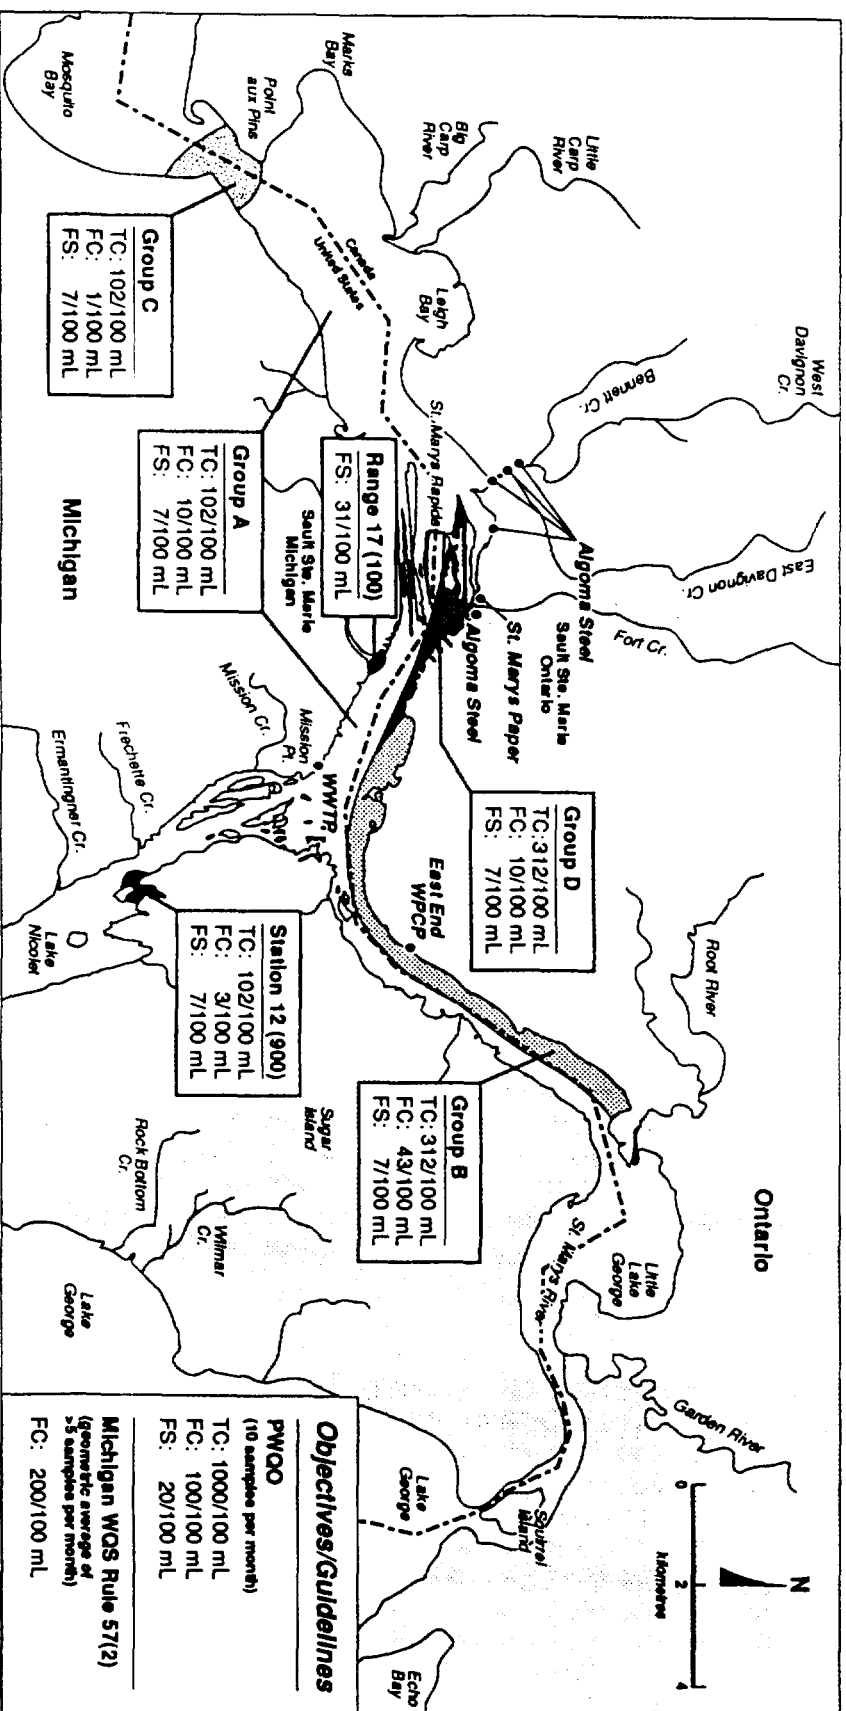 Mosquito
Bay
Point
aux Pins
Marks
Bay
Big
Carp
River
Little
Carp
River
Canada
United States
Leigh
Bay
West
Davignon
Cr.
Bennett Cr.
East Davignon Cr.
Fort Cr.
St. Marys Rapids
Algoma Steel
Sault Ste. Marie
Ontario
St. Marys Paper
Algoma Steel
Group C
TC: 102/100 mL
FC: 1/100 mL
FS: 7/100 mL
Group A
TC: 102/100 mL
FC: 10/100 mL
FS: 7/100 mL
Range 17 (100)
FS: 31/100 mL
Sault Ste. Marie
Michigan
Michigan
Mission Cr.
Mission
Pt.
WWTP
Frechette Cr.
Ermantingner Cr.
Lake
Nicolet
Group D
TC:312/100 mL
FC: 10/100 mL
FS: 7/100 mL
East End
WPCP
Station 12 (900)
TC: 102/100 mL
FC: 3/100 mL
FS: 7/100 mL
Root River
Group B
TC:312/100 mL
FC: 43/100 mL
FS: 7/100 mL
Sugar
Island
Rock Bottom
Cr.
Wilmar
Cr.
Lake
George
Ontario
Little
Lake
George
St. Marys River
Garden River
Squirrel
Island
Lake
George
Echo
Bay
N
0 2 4
kilometres
Objectives/Guidelines
PWQO
(10 samples per month)
TC: 1000/100 mL
FC: 100/100 mL
FS: 20/100 mL
Michigan WQS Rule 57(2)
(geometric average of
>5 samples per month)
FC: 200/100 mL